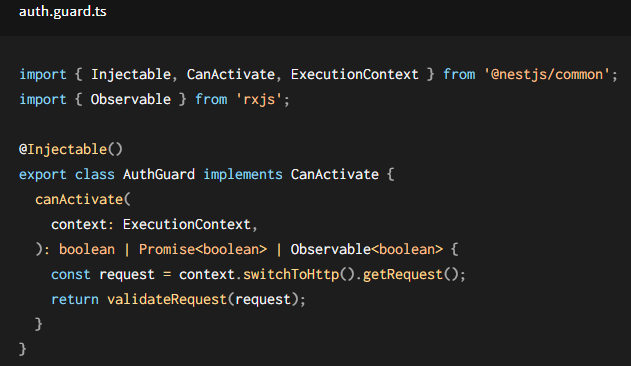 auth.guard.ts
import { Injectable, CanActivate, ExecutionContext } from '@nestjs/common';
import { Observable } from 'rxjs';
@Injectable()
export class AuthGuard implements CanActivate {
  canActivate(
    context: ExecutionContext,
  ): boolean | Promise<boolean> | Observable<boolean> {
    const request = context.switchToHttp().getRequest();
    return validateRequest(request);
  }
}